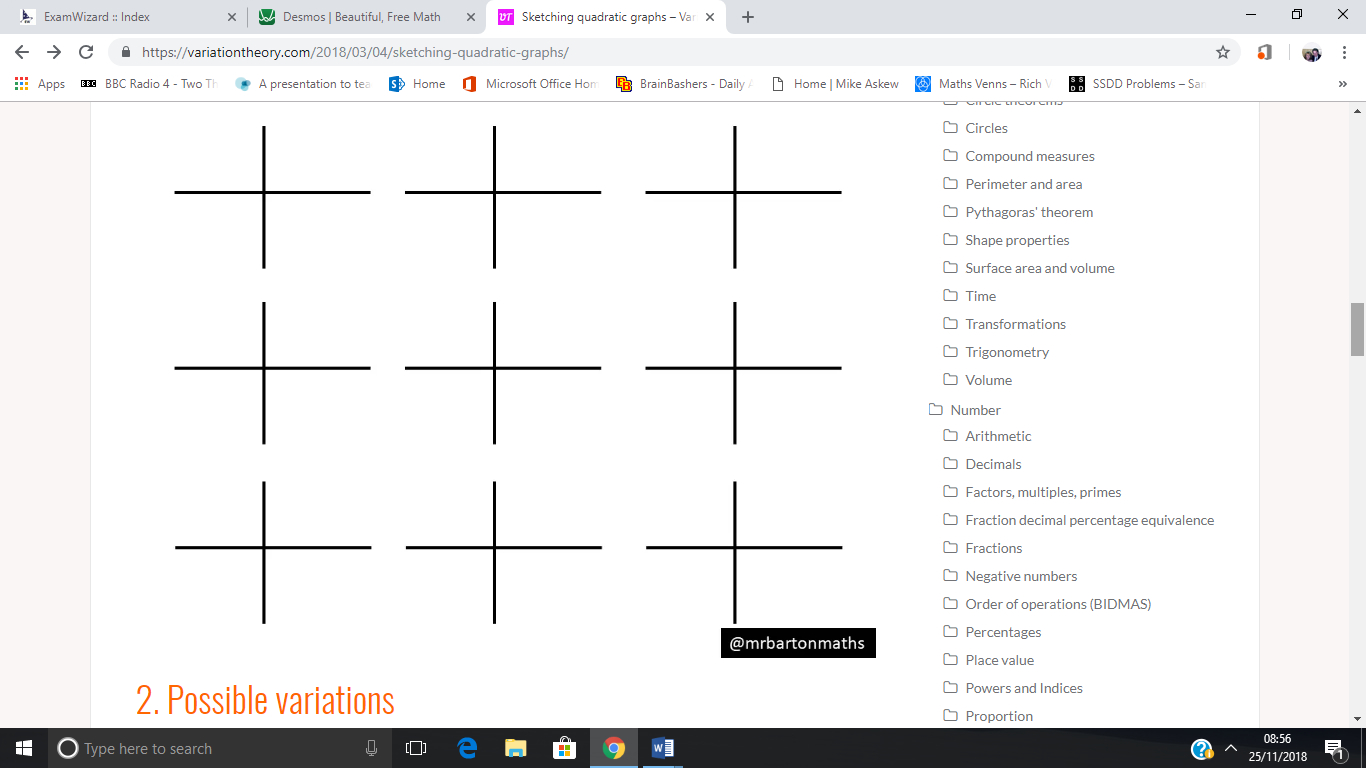 ExamWizard :: Index
Desmos | Beautiful, Free Math
Sketching quadratic graphs – Var
https://variationtheory.com/2018/03/04/sketching-quadratic-graphs/
Apps
BBC Radio 4 - Two Th
A presentation to tea
Home
Microsoft Office Hom
BrainBashers - Daily
Home | Mike Askew
Maths Venns – Rich V
SSDD Problems – Sam
»
Circle theorems
Circles
Compound measures
Perimeter and area
Pythagoras' theorem
Shape properties
Surface area and volume
Time
Transformations
Trigonometry
Volume
Number
Arithmetic
Decimals
Factors, multiples, primes
Fraction decimal percentage equivalence
Fractions
Negative numbers
Order of operations (BIDMAS)
Percentages
Place value
Powers and Indices
Proportion
@mrbartonmaths
2. Possible variations
Type here to search
08:56
25/11/2018
1